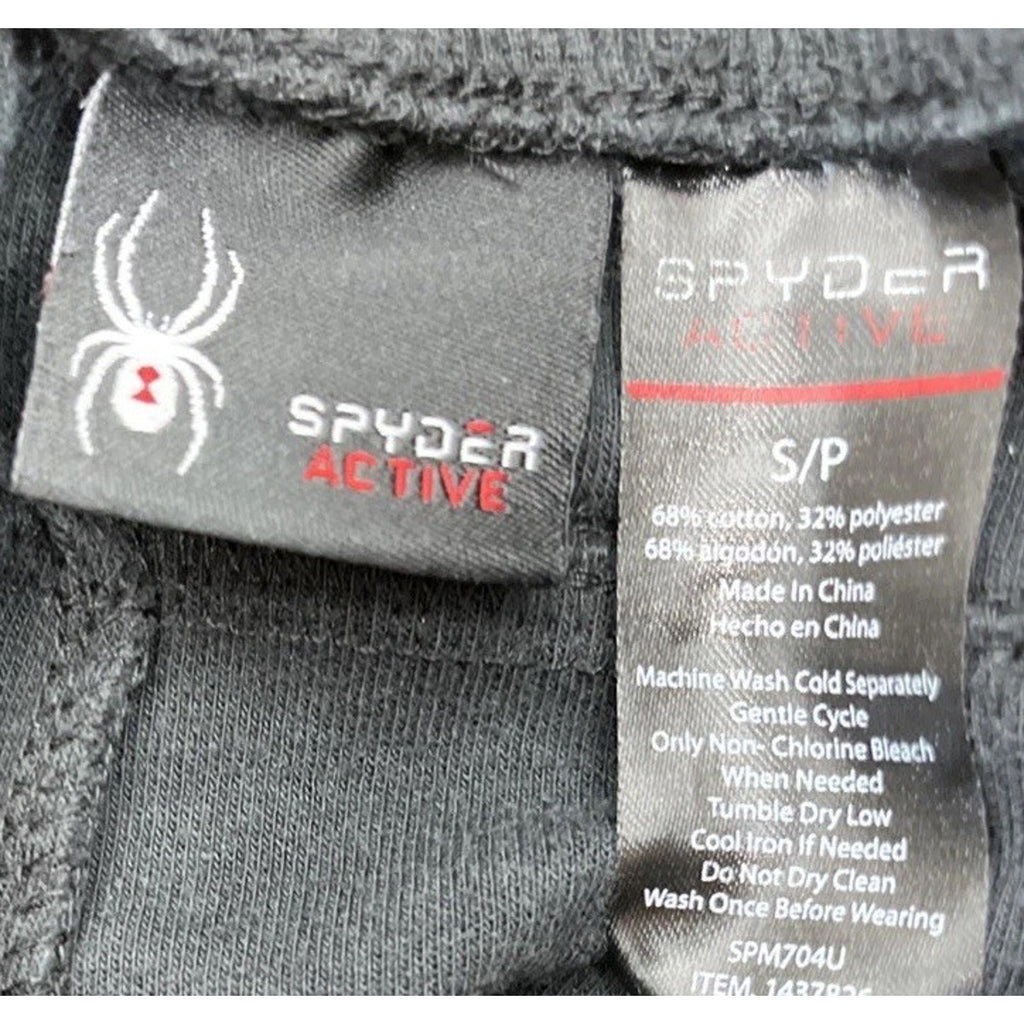 SPYDER
ACTIVE
SPYDER
ACTIVE
S/P
68% cotton, 32% polyester
68% algodón, 32% poliéster
Made In China
Hecho en China
Machine Wash Cold Separately
Gentle Cycle
Only Non- Chlorine Bleach
When Needed
Tumble Dry Low
Cool Iron If Needed
Do Not Dry Clean
Wash Once Before Wearing
SPM704U
ITEM